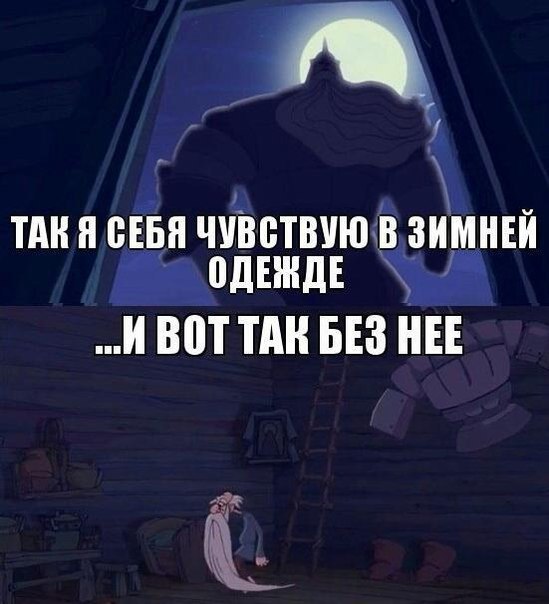 ТАК Я СЕБЯ ЧУВСТВУЮ В ЗИМНЕЙ
ОДЕЖДЕ
...И ВОТ ТАК БЕЗ НЕЕ